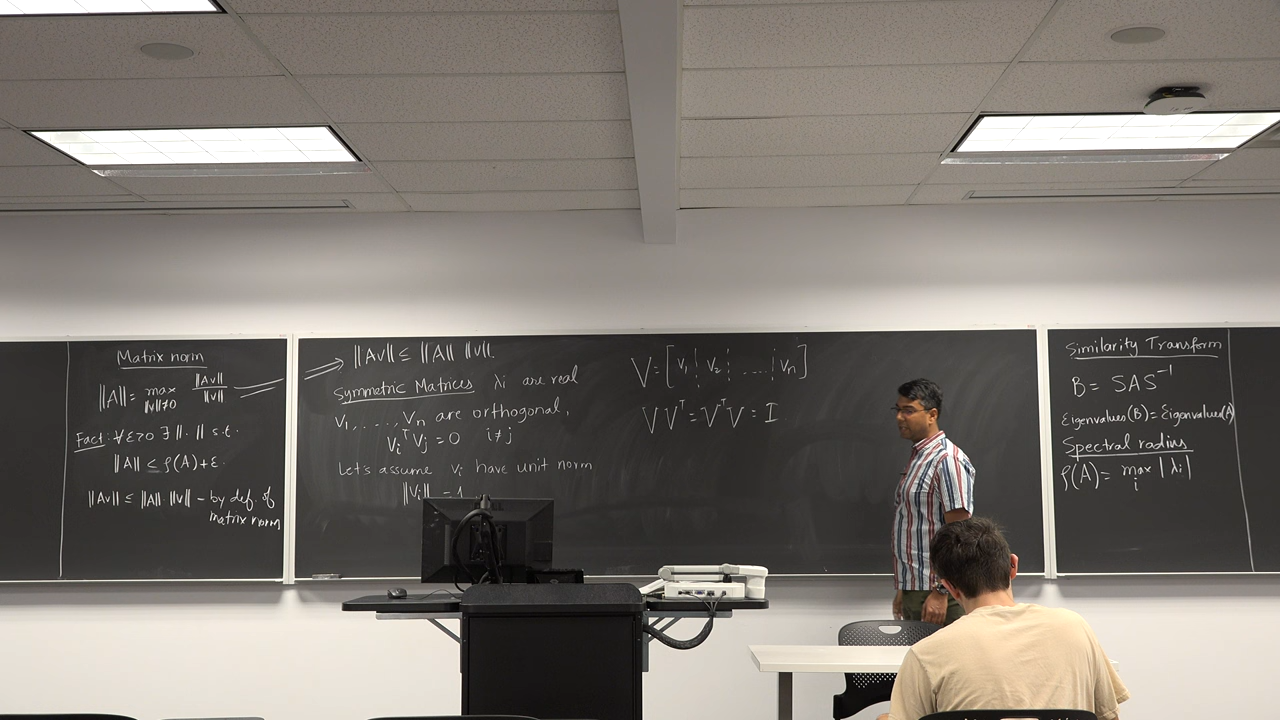 Matrix norm
||A|| = max ||Av|| / ||v||
||v||≠0
Fact: ∀ε>0 ∃ ||.|| s.t.
||A|| ≤ ρ(A)+ε.
||Av|| ≤ ||A|| ||v|| - by def. of
matrix norm
||Av|| ≤ ||A|| ||v||.
Symmetric Matrices λi are real
v1, . . . , vn are orthogonal,
viᵀvj = 0 i≠j
Let's assume vi have unit norm
||vi|| = 1
V = [v1 ¦ v2 ¦ .... ¦ vn]
VVᵀ = VᵀV = I
Similarity Transform
B = SAS⁻¹
Eigenvalues(B) = Eigenvalues(A)
Spectral radius
ρ(A) = max |λi|
i